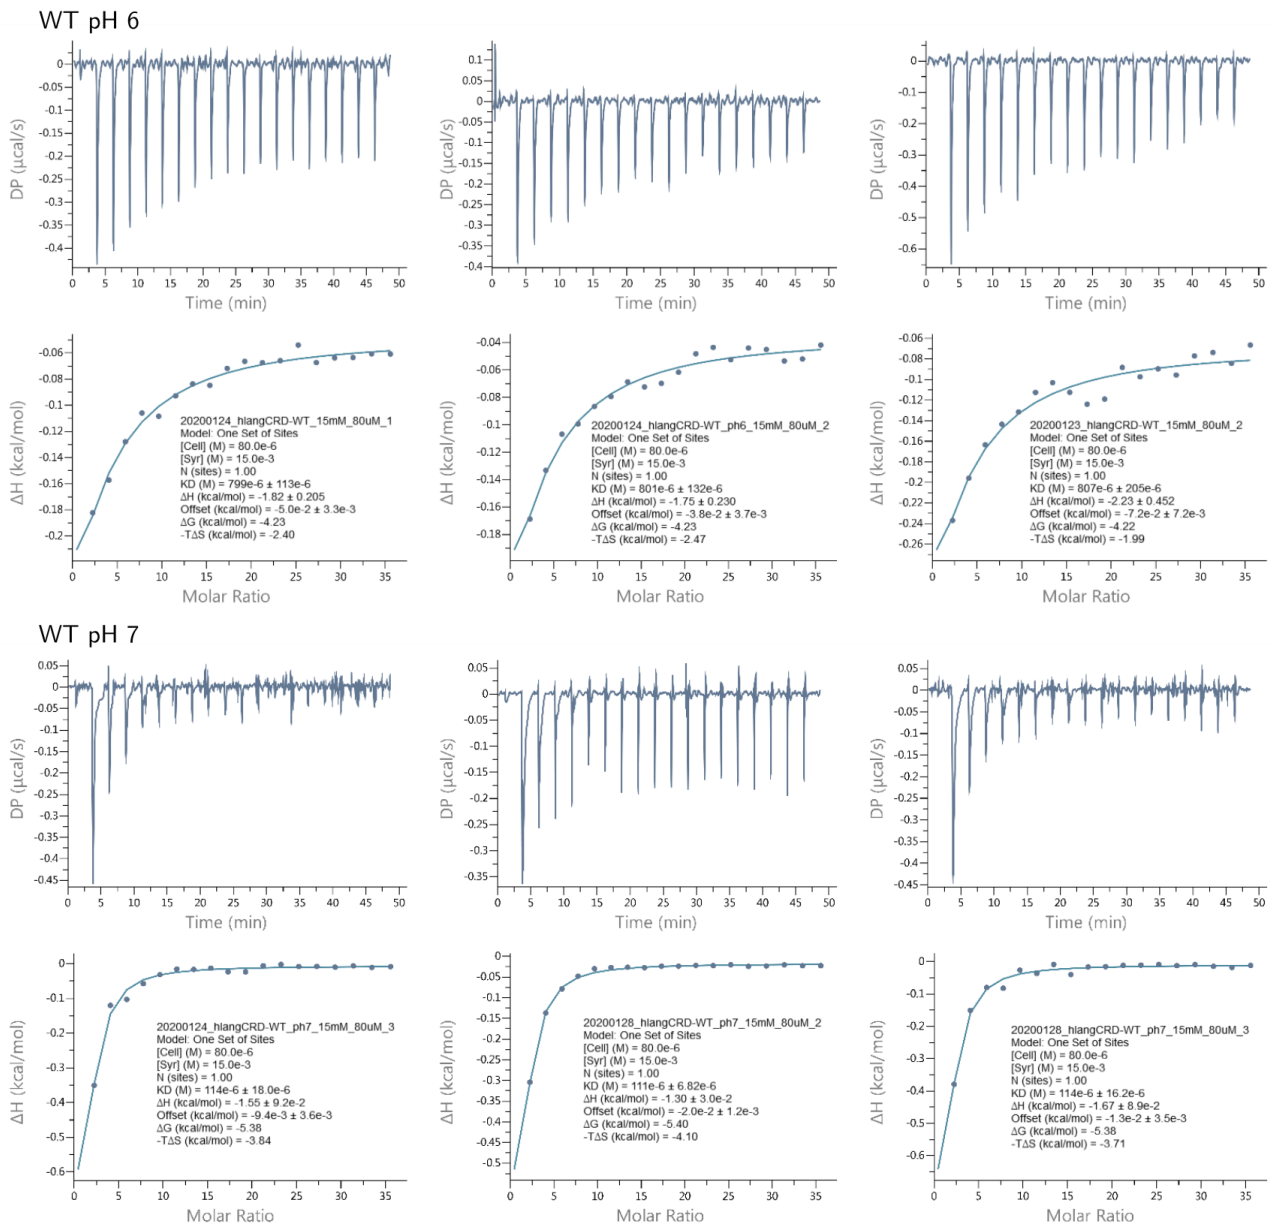 WT pH 6
0
-0.05
-0.1
-0.15
-0.2
-0.25
-0.3
-0.35
-0.4
DP (µcal/s)
0 5 10 15 20 25 30 35 40 45 50
Time (min)
0.1
0.05
0
-0.05
-0.1
-0.15
-0.2
-0.25
-0.3
-0.35
-0.4
DP (µcal/s)
0 5 10 15 20 25 30 35 40 45 50
Time (min)
0
-0.1
-0.2
-0.3
-0.4
-0.5
-0.6
DP (µcal/s)
0 5 10 15 20 25 30 35 40 45 50
Time (min)
-0.06
-0.08
-0.1
-0.12
-0.14
-0.16
-0.18
-0.2
ΔH (kcal/mol)
20200124_hlangCRD-WT_15mM_80uM_1
Model: One Set of Sites
[Cell] (M) = 80.0e-6
[Syr] (M) = 15.0e-3
N (sites) = 1.00
KD (M) = 799e-6 ± 113e-6
ΔH (kcal/mol) = -1.82 ± 0.205
Offset (kcal/mol) = -5.0e-2 ± 3.3e-3
ΔG (kcal/mol) = -4.23
-TΔS (kcal/mol) = -2.40
0 5 10 15 20 25 30 35
Molar Ratio
-0.04
-0.06
-0.08
-0.1
-0.12
-0.14
-0.16
-0.18
ΔH (kcal/mol)
20200124_hlangCRD-WT_ph6_15mM_80uM_2
Model: One Set of Sites
[Cell] (M) = 80.0e-6
[Syr] (M) = 15.0e-3
N (sites) = 1.00
KD (M) = 801e-6 ± 132e-6
ΔH (kcal/mol) = -1.75 ± 0.230
Offset (kcal/mol) = -3.8e-2 ± 3.7e-3
ΔG (kcal/mol) = -4.23
-TΔS (kcal/mol) = -2.47
0 5 10 15 20 25 30 35
Molar Ratio
-0.06
-0.08
-0.1
-0.12
-0.14
-0.16
-0.18
-0.2
-0.22
-0.24
-0.26
ΔH (kcal/mol)
20200123_hlangCRD-WT_15mM_80uM_2
Model: One Set of Sites
[Cell] (M) = 80.0e-6
[Syr] (M) = 15.0e-3
N (sites) = 1.00
KD (M) = 807e-6 ± 205e-6
ΔH (kcal/mol) = -2.23 ± 0.452
Offset (kcal/mol) = -7.2e-2 ± 7.2e-3
ΔG (kcal/mol) = -4.22
-TΔS (kcal/mol) = -1.99
0 5 10 15 20 25 30 35
Molar Ratio
WT pH 7
0.05
0
-0.05
-0.1
-0.15
-0.2
-0.25
-0.3
-0.35
-0.4
-0.45
DP (µcal/s)
0 5 10 15 20 25 30 35 40 45 50
Time (min)
0.05
0
-0.05
-0.1
-0.15
-0.2
-0.25
-0.3
-0.35
DP (µcal/s)
0 5 10 15 20 25 30 35 40 45 50
Time (min)
0.05
0
-0.05
-0.1
-0.15
-0.2
-0.25
-0.3
-0.35
-0.4
-0.45
DP (µcal/s)
0 5 10 15 20 25 30 35 40 45 50
Time (min)
0
-0.1
-0.2
-0.3
-0.4
-0.5
-0.6
ΔH (kcal/mol)
20200124_hlangCRD-WT_ph7_15mM_80uM_3
Model: One Set of Sites
[Cell] (M) = 80.0e-6
[Syr] (M) = 15.0e-3
N (sites) = 1.00
KD (M) = 114e-6 ± 18.0e-6
ΔH (kcal/mol) = -1.55 ± 9.2e-2
Offset (kcal/mol) = -9.4e-3 ± 3.6e-3
ΔG (kcal/mol) = -5.38
-TΔS (kcal/mol) = -3.84
0 5 10 15 20 25 30 35
Molar Ratio
0
-0.05
-0.1
-0.15
-0.2
-0.25
-0.3
-0.35
-0.4
-0.45
-0.5
ΔH (kcal/mol)
20200128_hlangCRD-WT_ph7_15mM_80uM_2
Model: One Set of Sites
[Cell] (M) = 80.0e-6
[Syr] (M) = 15.0e-3
N (sites) = 1.00
KD (M) = 111e-6 ± 6.82e-6
ΔH (kcal/mol) = -1.30 ± 3.0e-2
Offset (kcal/mol) = -2.0e-2 ± 1.2e-3
ΔG (kcal/mol) = -5.40
-TΔS (kcal/mol) = -4.10
0 5 10 15 20 25 30 35
Molar Ratio
0
-0.1
-0.2
-0.3
-0.4
-0.5
-0.6
ΔH (kcal/mol)
20200128_hlangCRD-WT_ph7_15mM_80uM_3
Model: One Set of Sites
[Cell] (M) = 80.0e-6
[Syr] (M) = 15.0e-3
N (sites) = 1.00
KD (M) = 114e-6 ± 16.2e-6
ΔH (kcal/mol) = -1.67 ± 8.9e-2
Offset (kcal/mol) = -1.3e-2 ± 3.5e-3
ΔG (kcal/mol) = -5.38
-TΔS (kcal/mol) = -3.71
0 5 10 15 20 25 30 35
Molar Ratio